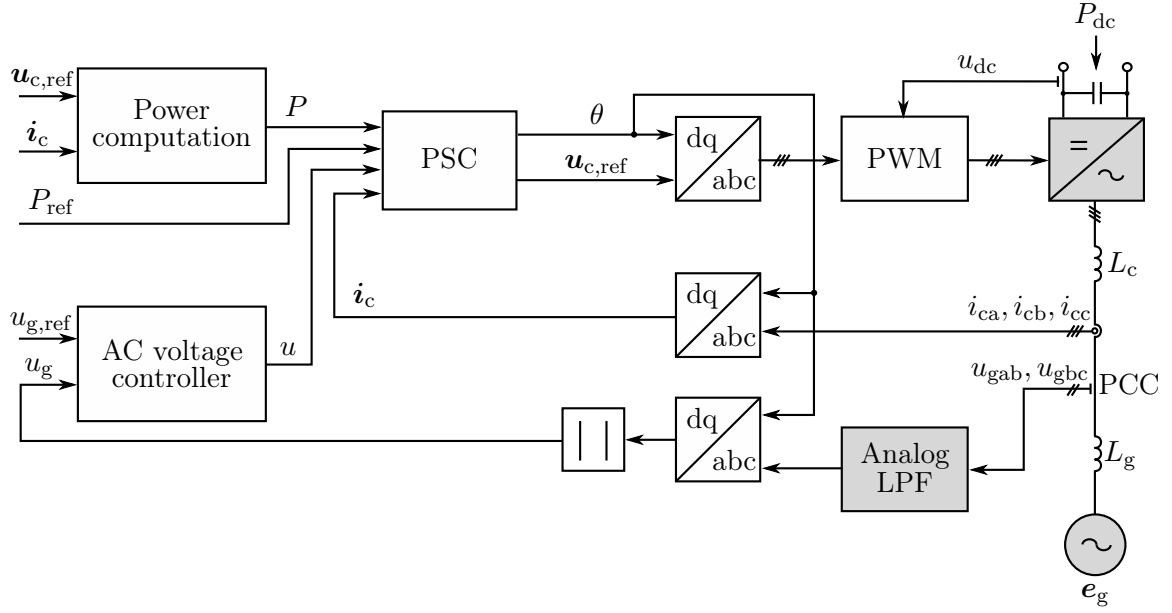 P_dc
u_c,ref
i_c
Power
computation
P
P_ref
PSC
θ
u_c,ref
dq
abc
PWM
u_dc
=
∼
L_c
i_c
dq
abc
i_ca, i_cb, i_cc
u_g,ref
u_g
AC voltage
controller
u
u_gab, u_gbc
PCC
| |
dq
abc
Analog
LPF
L_g
∼
e_g